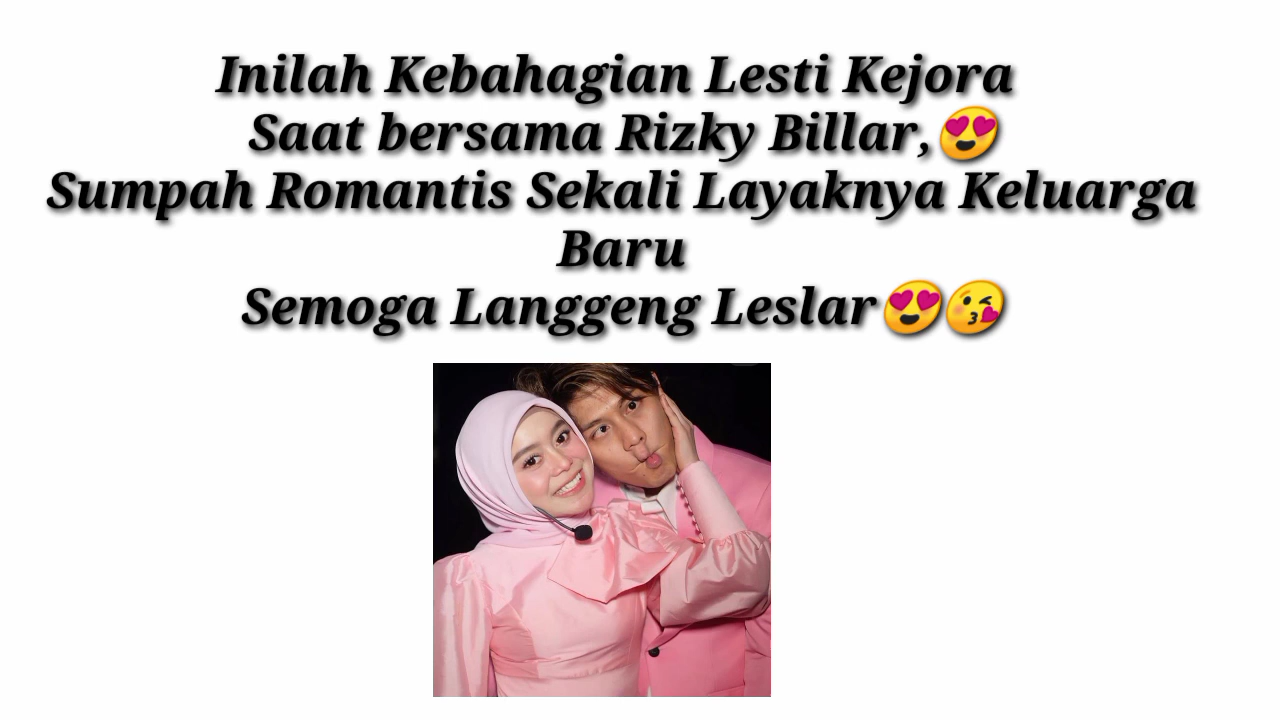 Inilah Kebahagian Lesti Kejora
Saat bersama Rizky Billar,😍
Sumpah Romantis Sekali Layaknya Keluarga
Baru
Semoga Langgeng Leslar😍😘